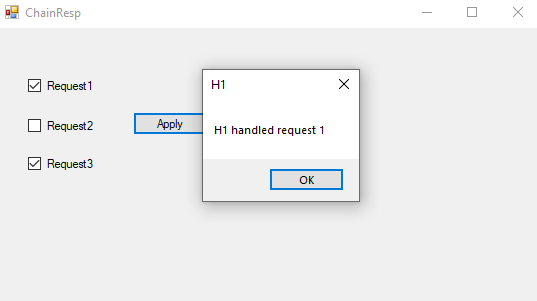 ChainResp
H1
Request1
H1 handled request 1
Request2
Apply
Request3
OK